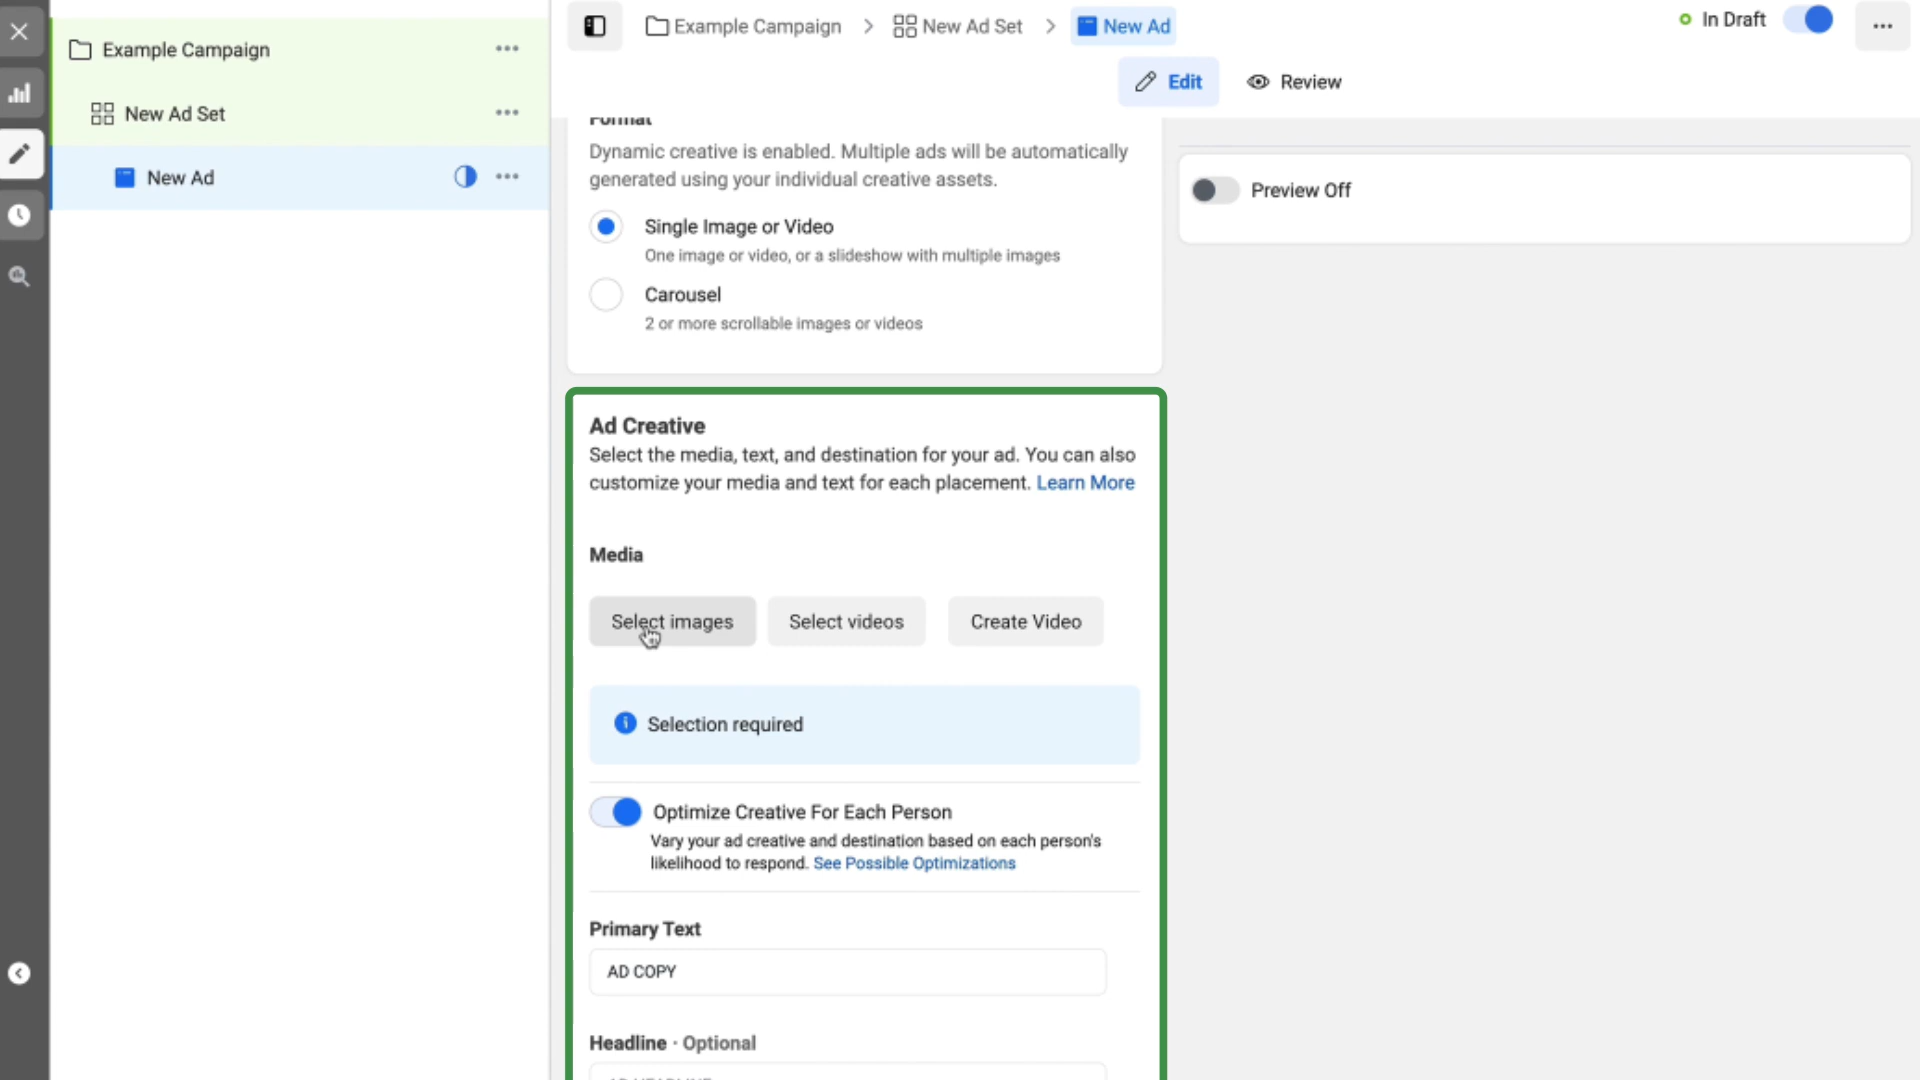 Example Campaign
New Ad Set
New Ad
Example Campaign > New Ad Set > New Ad
In Draft
Edit
Review
Format
Dynamic creative is enabled. Multiple ads will be automatically
generated using your individual creative assets.
Single Image or Video
One image or video, or a slideshow with multiple images
Carousel
2 or more scrollable images or videos
Preview Off
Ad Creative
Select the media, text, and destination for your ad. You can also
customize your media and text for each placement. Learn More
Media
Select images
Select videos
Create Video
Selection required
Optimize Creative For Each Person
Vary your ad creative and destination based on each person's
likelihood to respond. See Possible Optimizations
Primary Text
AD COPY
Headline · Optional